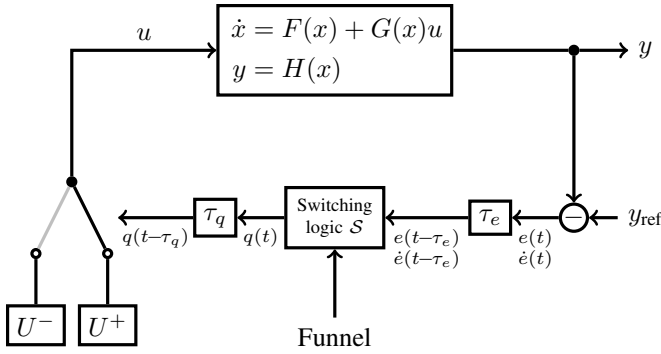 u
ẋ = F(x) + G(x)u
y = H(x)
y
U⁻
U⁺
q(t−τ_q)
τ_q
q(t)
Switching
logic 𝒮
e(t−τ_e)
ė(t−τ_e)
τ_e
e(t)
ė(t)
−
y_ref
Funnel